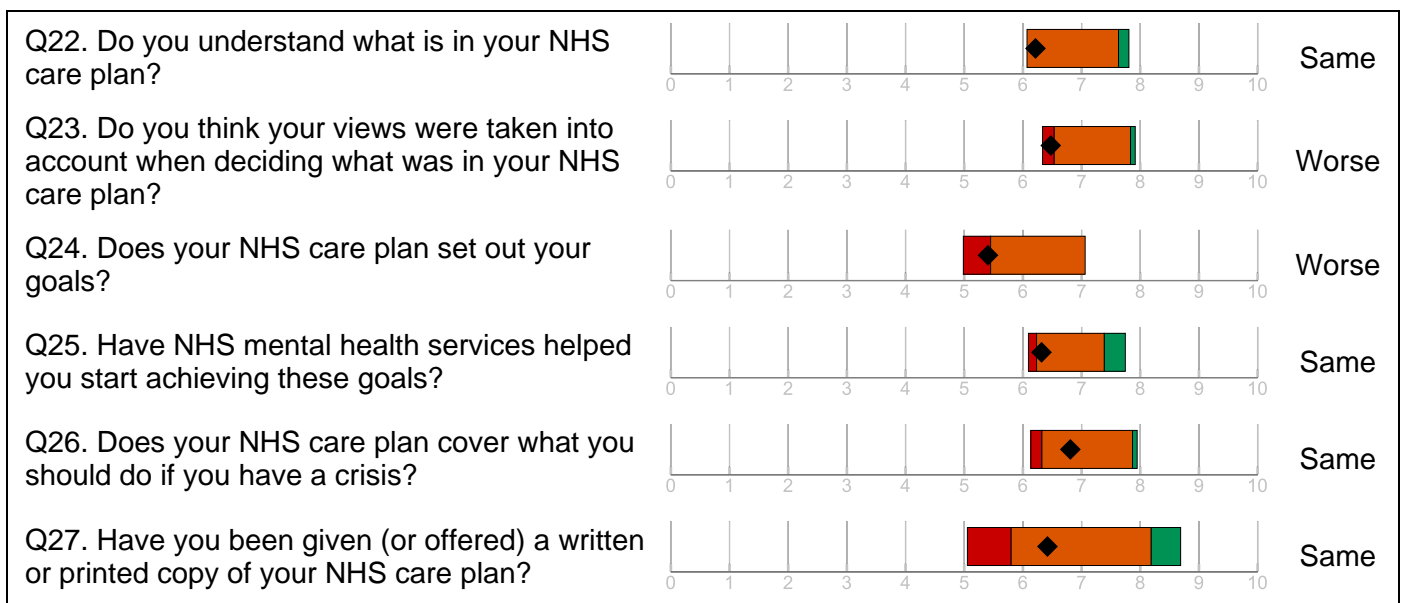 Q22. Do you understand what is in your NHS
care plan?
0 1 2 3 4 5 6 7 8 9 10
Same
Q23. Do you think your views were taken into
account when deciding what was in your NHS
care plan?
0 1 2 3 4 5 6 7 8 9 10
Worse
Q24. Does your NHS care plan set out your
goals?
0 1 2 3 4 5 6 7 8 9 10
Worse
Q25. Have NHS mental health services helped
you start achieving these goals?
0 1 2 3 4 5 6 7 8 9 10
Same
Q26. Does your NHS care plan cover what you
should do if you have a crisis?
0 1 2 3 4 5 6 7 8 9 10
Same
Q27. Have you been given (or offered) a written
or printed copy of your NHS care plan?
0 1 2 3 4 5 6 7 8 9 10
Same